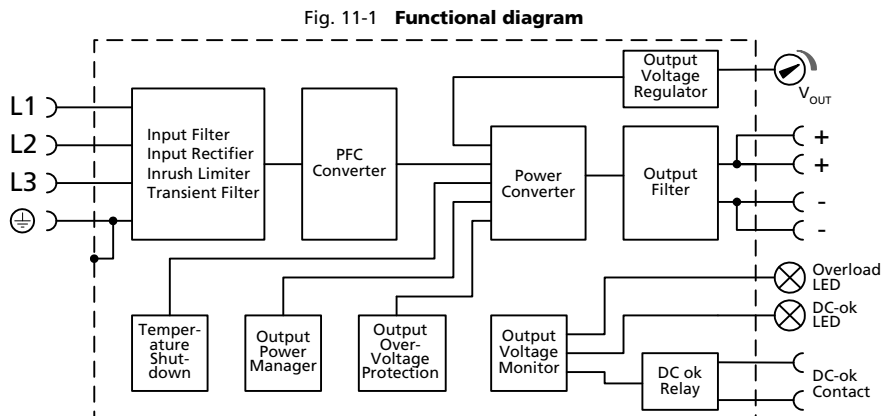 Fig. 11-1 Functional diagram
Output
Voltage
Regulator
V OUT
L1
L2
L3
Input Filter
Input Rectifier
Inrush Limiter
Transient Filter
PFC
Converter
Power
Converter
Output
Filter
+
+
-
-
Temper-
ature
Shut-
down
Output
Power
Manager
Output
Over-
Voltage
Protection
Output
Voltage
Monitor
DC ok
Relay
Overload
LED
DC-ok
LED
DC-ok
Contact